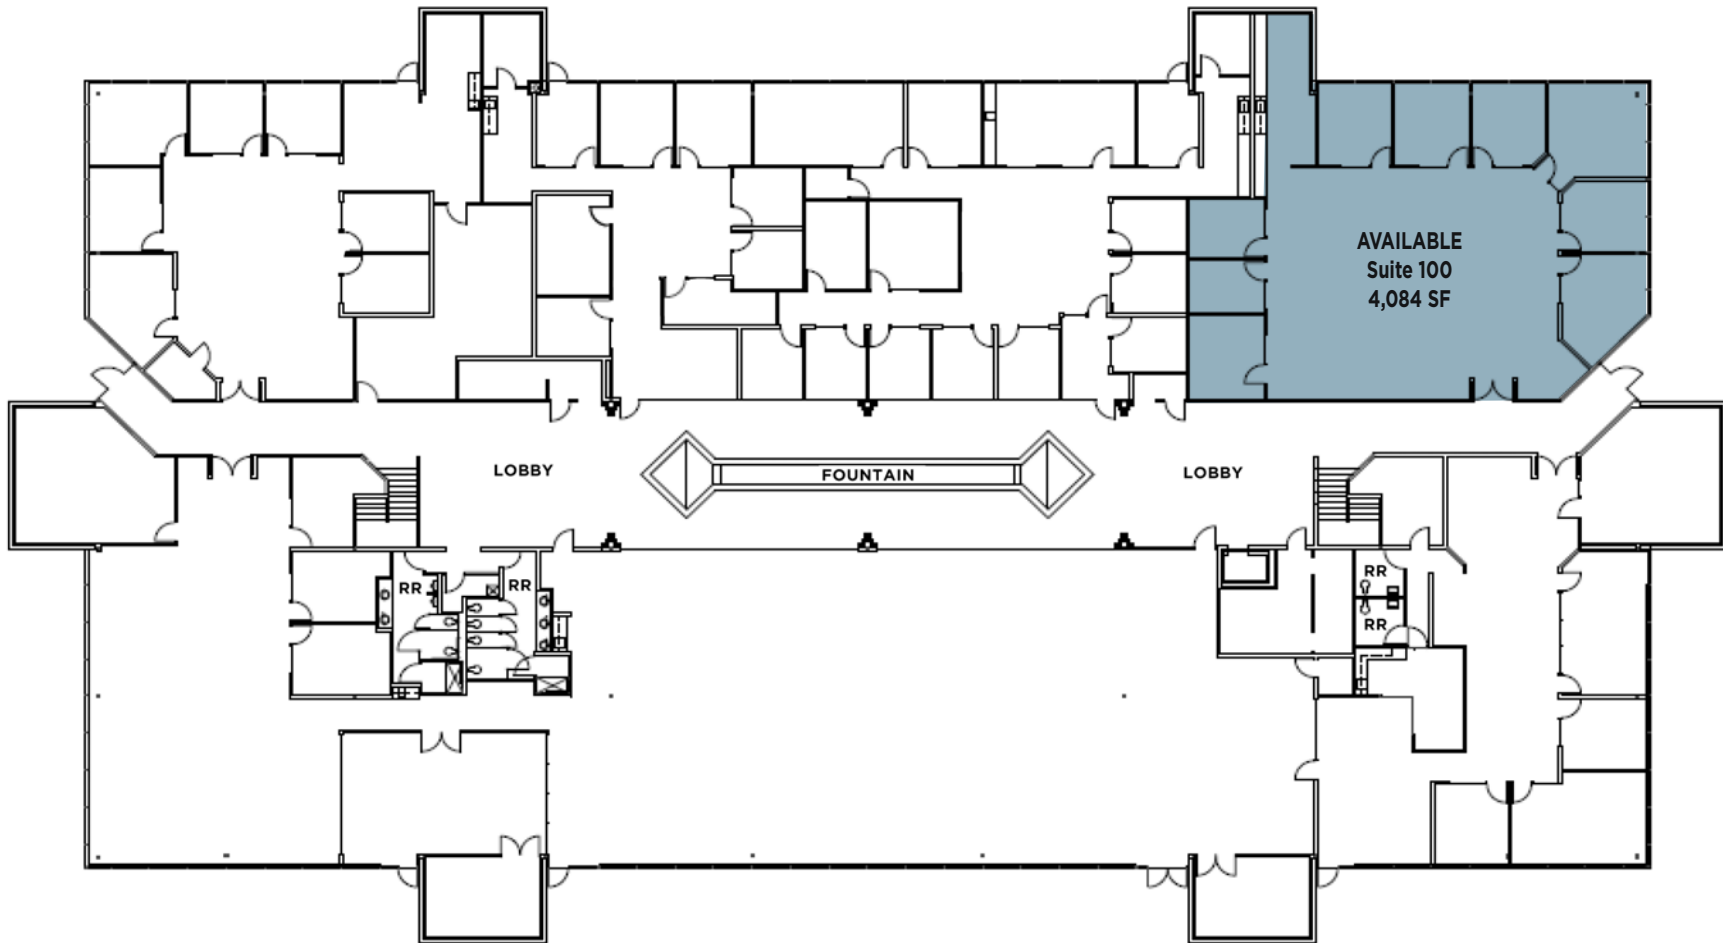 AVAILABLE
Suite 100
4,084 SF
LOBBY
FOUNTAIN
LOBBY
RR
RR
RR
RR